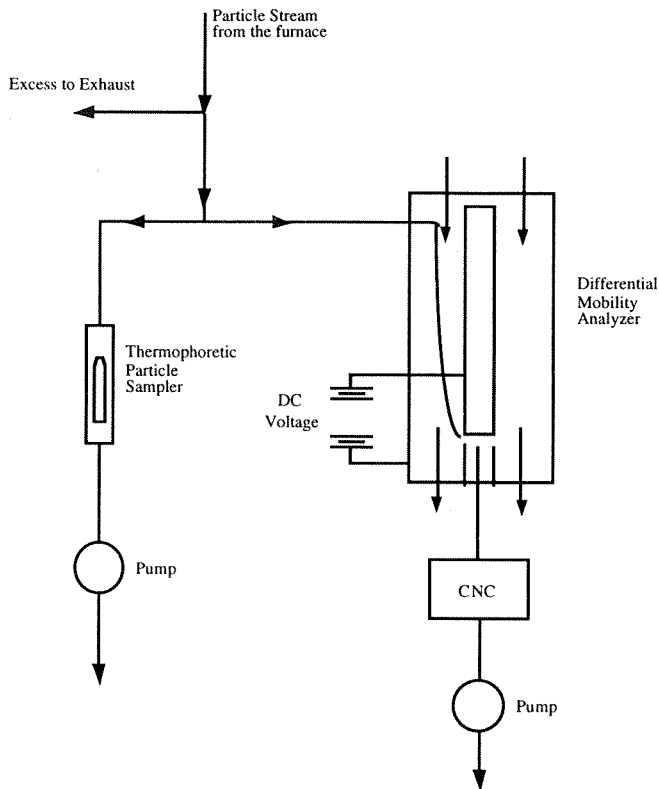 Particle Stream
from the furnace
Excess to Exhaust
Differential
Mobility
Analyzer
Thermophoretic
Particle
Sampler
DC
Voltage
Pump
CNC
Pump